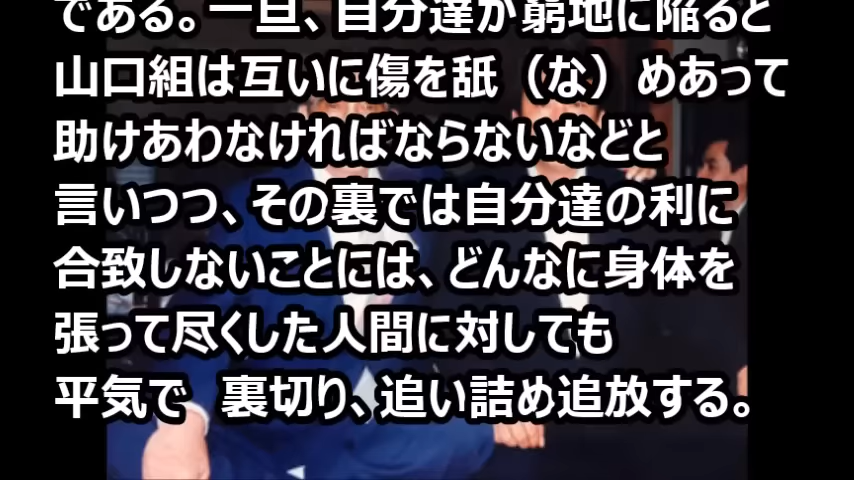 である。一旦、自分達が窮地に陥ると
山口組は互いに傷を舐（な）めあって
助けあわなければならないなどと
言いつつ、その裏では自分達の利に
合致しないことには、どんなに身体を
張って尽くした人間に対しても
平気で　裏切り、追い詰め追放する。